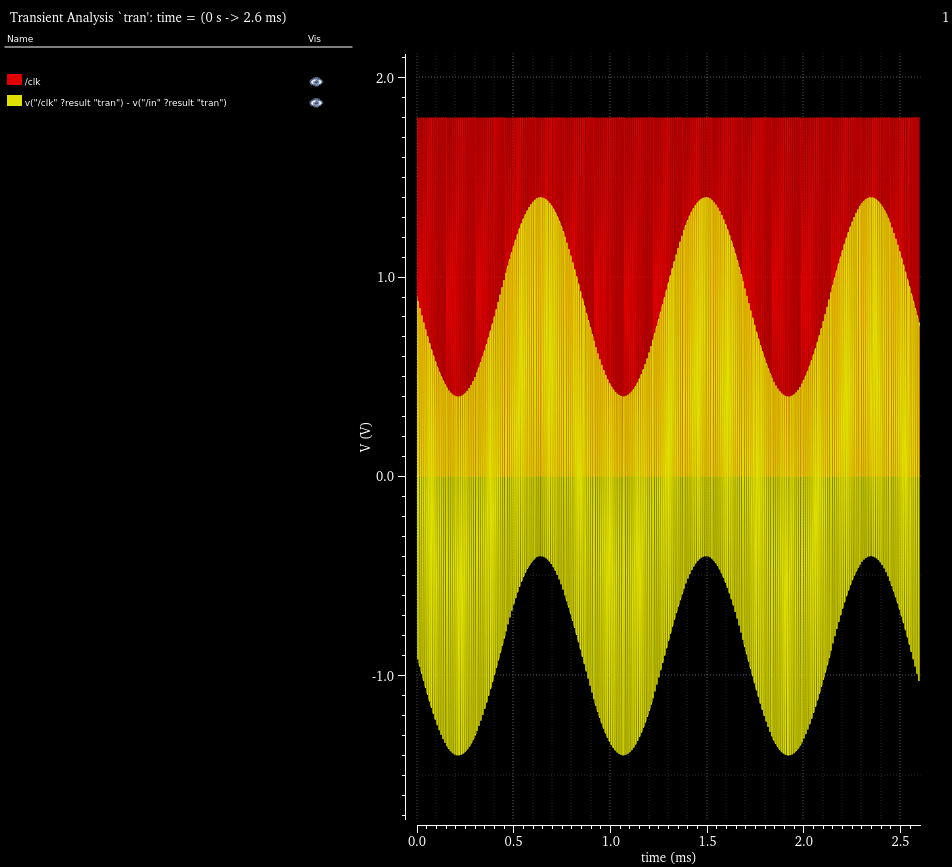 Transient Analysis `tran': time = (0 s -> 2.6 ms)
1
Name Vis
/clk
v("/clk" ?result "tran") - v("/in" ?result "tran")
2.0
1.0
0.0
-1.0
V (V)
0.0 0.5 1.0 1.5 2.0 2.5
time (ms)